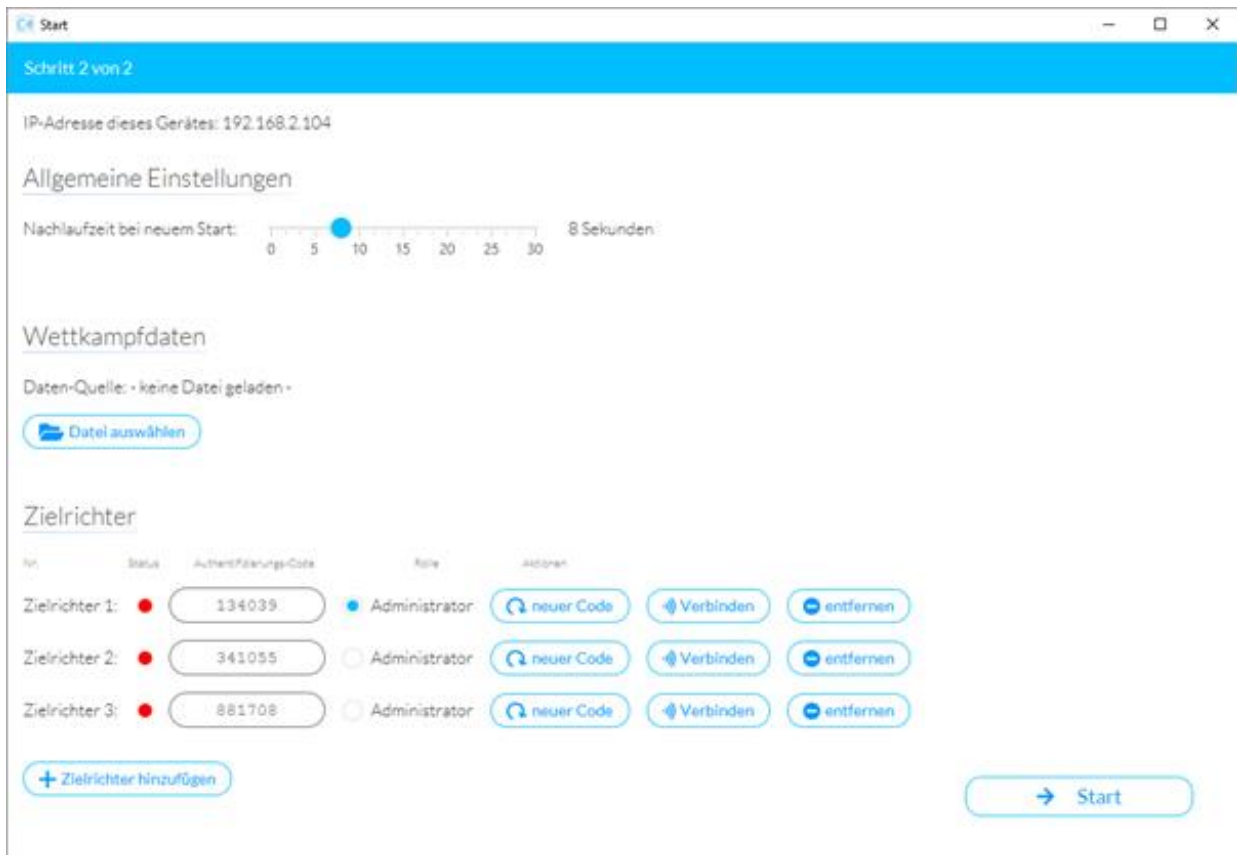 Start
Schritt 2 von 2
IP-Adresse dieses Gerätes: 192.168.2.104
Allgemeine Einstellungen
Nachlaufzeit bei neuem Start: 8 Sekunden
0 5 10 15 20 25 30
Wettkampfdaten
Daten-Quelle: - keine Datei geladen -
Datei auswählen
Zielrichter
Nr. Status Authentifizierungs-Code Rolle Aktionen
Zielrichter 1: 134039 Administrator neuer Code Verbinden entfernen
Zielrichter 2: 341055 Administrator neuer Code Verbinden entfernen
Zielrichter 3: 881708 Administrator neuer Code Verbinden entfernen
Zielrichter hinzufügen
Start